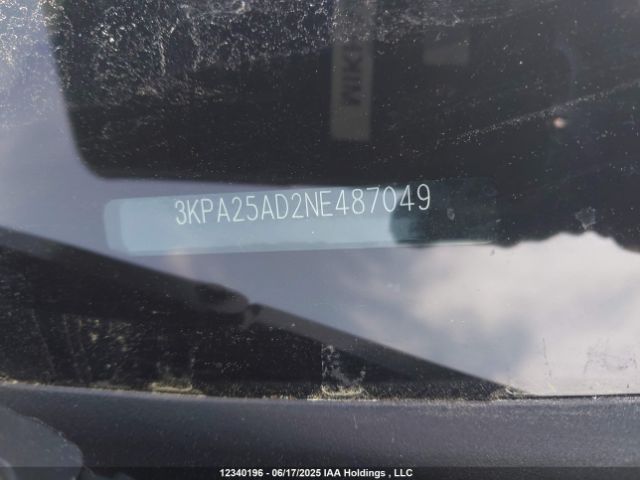 3KPA25AD2NE487049
12340196 - 06/17/2025 IAA Holdings , LLC